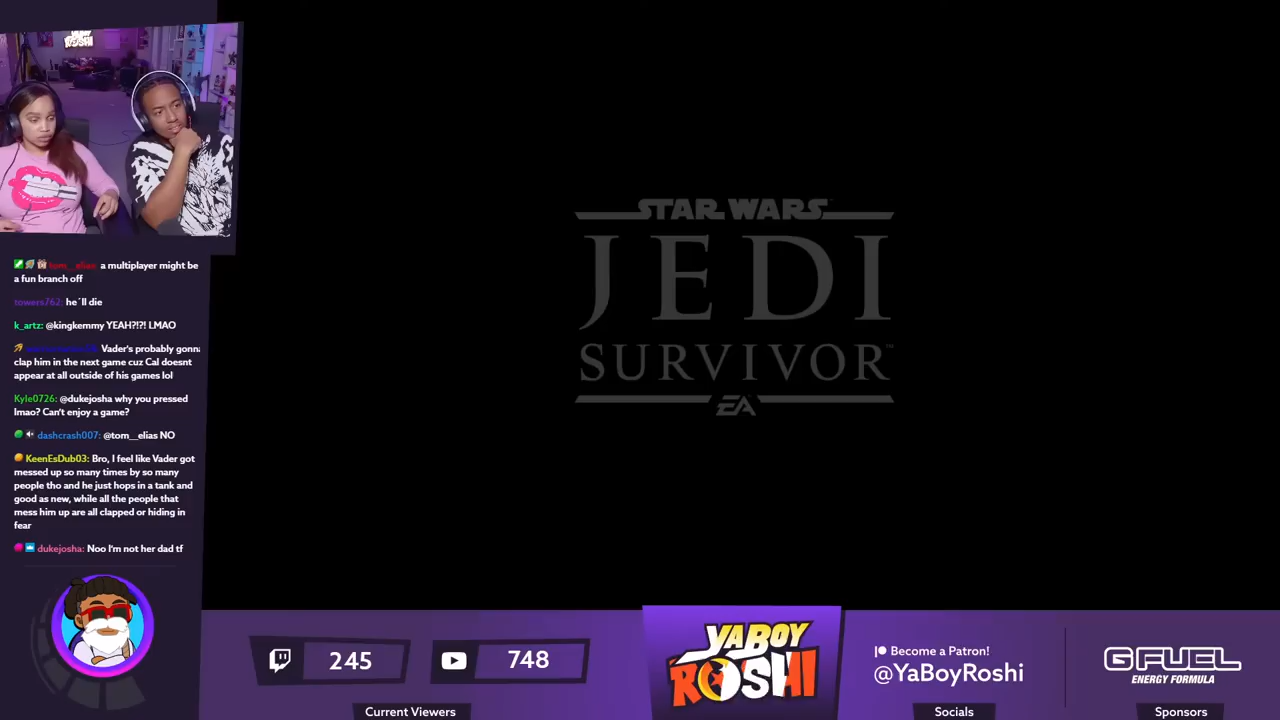 YABOY
ROSHI
STAR WARS
JEDI
SURVIVOR™
EA
tom__elias a multiplayer might be
a fun branch off
towers762: he´ll die
k_artz: @kingkemmy YEAH?!?! LMAO
Vader's probably gonna
clap him in the next game cuz Cal doesnt
appear at all outside of his games lol
Kyle0726: @dukejosha why you pressed
lmao? Can't enjoy a game?
dashcrash007: @tom__elias NO
KeenEsDub03: Bro, I feel like Vader got
messed up so many times by so many
people tho and he just hops in a tank and
good as new, while all the people that
mess him up are all clapped or hiding in
fear
dukejosha: Noo I'm not her dad tf
245
748
Current Viewers
YABOY
ROSHI
Become a Patron!
@YaBoyRoshi
Socials
G FUEL
ENERGY FORMULA
Sponsors